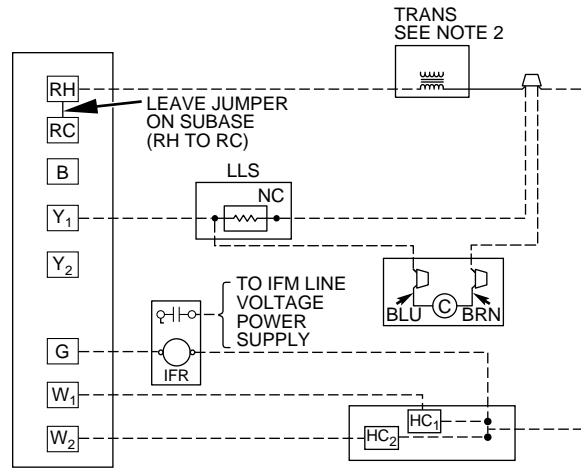 TRANS
SEE NOTE 2
RH
LEAVE JUMPER
ON SUBASE
(RH TO RC)
RC
B
LLS
NC
Y1
Y2
C
BLU
BRN
TO IFM LINE
VOLTAGE
POWER
SUPPLY
G
IFR
W1
HC1
W2
HC2